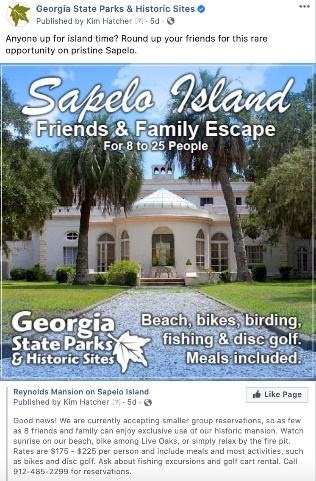 Georgia State Parks & Historic Sites
Published by Kim Hatcher [?] · 5d ·
Anyone up for island time? Round up your friends for this rare
opportunity on pristine Sapelo.
Sapelo Island
Friends & Family Escape
For 8 to 25 People
Georgia
State Parks
& Historic Sites
Beach, bikes, birding,
fishing & disc golf.
Meals included.
Reynolds Mansion on Sapelo Island
Published by Kim Hatcher [?] · 5d ·
Like Page
Good news! We are currently accepting smaller group reservations, so as few
as 8 friends and family can enjoy exclusive use of our historic mansion. Watch
sunrise on our beach, bike among Live Oaks, or simply relax by the fire pit.
Rates are $175 - $225 per person and include meals and most activities, such
as bikes and disc golf. Ask about fishing excursions and golf cart rental. Call
912-485-2299 for reservations.